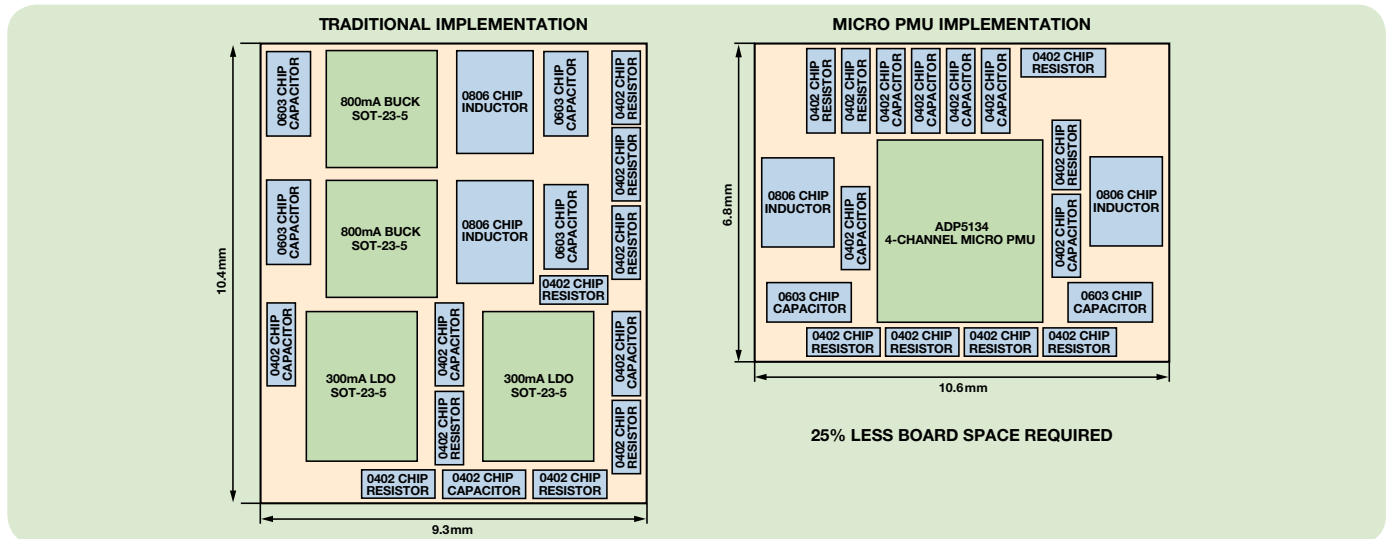 TRADITIONAL IMPLEMENTATION
10.4mm
0603 CHIP
CAPACITOR
800mA BUCK
SOT-23-5
0806 CHIP
INDUCTOR
0603 CHIP
CAPACITOR
0402 CHIP
RESISTOR
0402 CHIP
RESISTOR
0603 CHIP
CAPACITOR
800mA BUCK
SOT-23-5
0806 CHIP
INDUCTOR
0603 CHIP
CAPACITOR
0402 CHIP
RESISTOR
0402 CHIP
RESISTOR
0402 CHIP
CAPACITOR
300mA LDO
SOT-23-5
0402 CHIP
CAPACITOR
0402 CHIP
RESISTOR
300mA LDO
SOT-23-5
0402 CHIP
CAPACITOR
0402 CHIP
RESISTOR
0402 CHIP
RESISTOR
0402 CHIP
CAPACITOR
0402 CHIP
RESISTOR
9.3mm
MICRO PMU IMPLEMENTATION
6.8mm
0402 CHIP
RESISTOR
0402 CHIP
RESISTOR
0402 CHIP
CAPACITOR
0402 CHIP
CAPACITOR
0402 CHIP
CAPACITOR
0402 CHIP
CAPACITOR
0402 CHIP
RESISTOR
0806 CHIP
INDUCTOR
0402 CHIP
CAPACITOR
ADP5134
4-CHANNEL MICRO PMU
0402 CHIP
RESISTOR
0402 CHIP
CAPACITOR
0806 CHIP
INDUCTOR
0603 CHIP
CAPACITOR
0603 CHIP
CAPACITOR
0402 CHIP
RESISTOR
0402 CHIP
RESISTOR
0402 CHIP
RESISTOR
0402 CHIP
RESISTOR
10.6mm
25% LESS BOARD SPACE REQUIRED